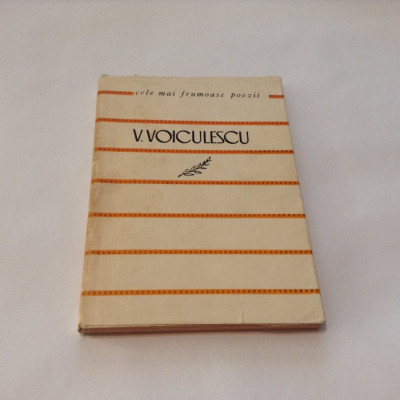 cele mai frumoase poezii
V. VOICULESCU